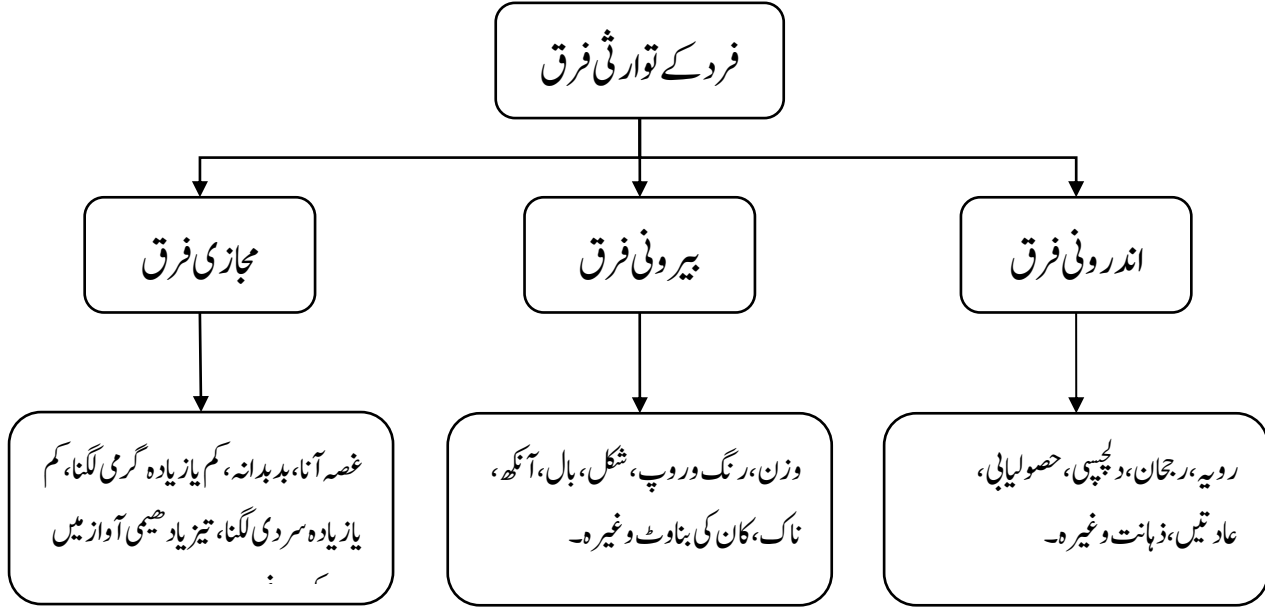 فرد کے توارثی فرق
اندرونی فرق
بیرونی فرق
مجازی فرق
رویہ، رجحان، دلچسپی، حصولیابی،
عادتیں، ذہانت وغیرہ۔
وزن، رنگ وروپ، شکل، بال، آنکھ،
ناک، کان کی بناوٹ وغیرہ۔
غصہ آنا، بدبدانہ، کم یا زیادہ گرمی لگنا، کم
یا زیادہ سردی لگنا، تیز یا دھیمی آواز میں